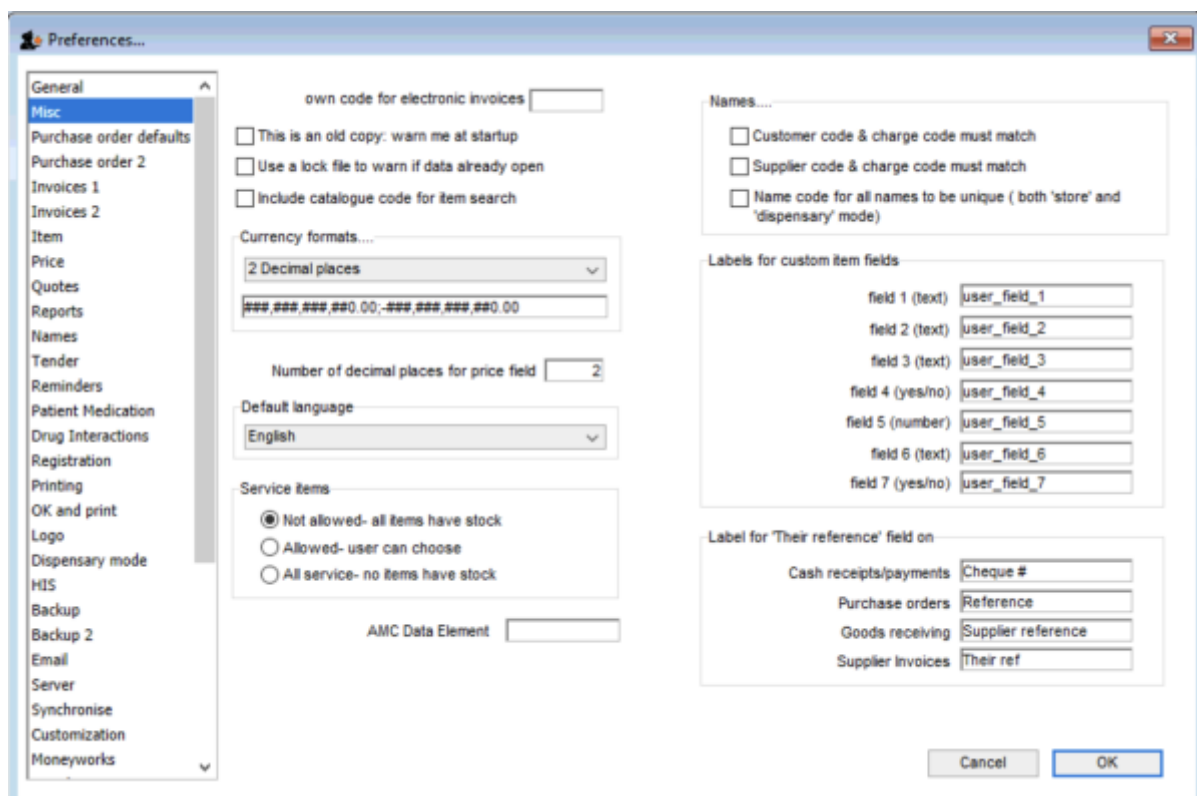 Preferences...
General
Misc
Purchase order defaults
Purchase order 2
Invoices 1
Invoices 2
Item
Price
Quotes
Reports
Names
Tender
Reminders
Patient Medication
Drug Interactions
Registration
Printing
OK and print
Logo
Dispensary mode
HIS
Backup
Backup 2
Email
Server
Synchronise
Customization
Moneyworks
own code for electronic invoices
This is an old copy: warn me at startup
Use a lock file to warn if data already open
Include catalogue code for item search
Currency formats....
2 Decimal places
###,###,###,##0.00;-###,###,###,##0.00
Number of decimal places for price field 2
Default language
English
Service items
Not allowed- all items have stock
Allowed- user can choose
All service- no items have stock
AMC Data Element
Names....
Customer code & charge code must match
Supplier code & charge code must match
Name code for all names to be unique ( both 'store' and
'dispensary' mode)
Labels for custom item fields
field 1 (text) user_field_1
field 2 (text) user_field_2
field 3 (text) user_field_3
field 4 (yes/no) user_field_4
field 5 (number) user_field_5
field 6 (text) user_field_6
field 7 (yes/no) user_field_7
Label for 'Their reference' field on
Cash receipts/payments Cheque #
Purchase orders Reference
Goods receiving Supplier reference
Supplier Invoices Their ref
Cancel OK